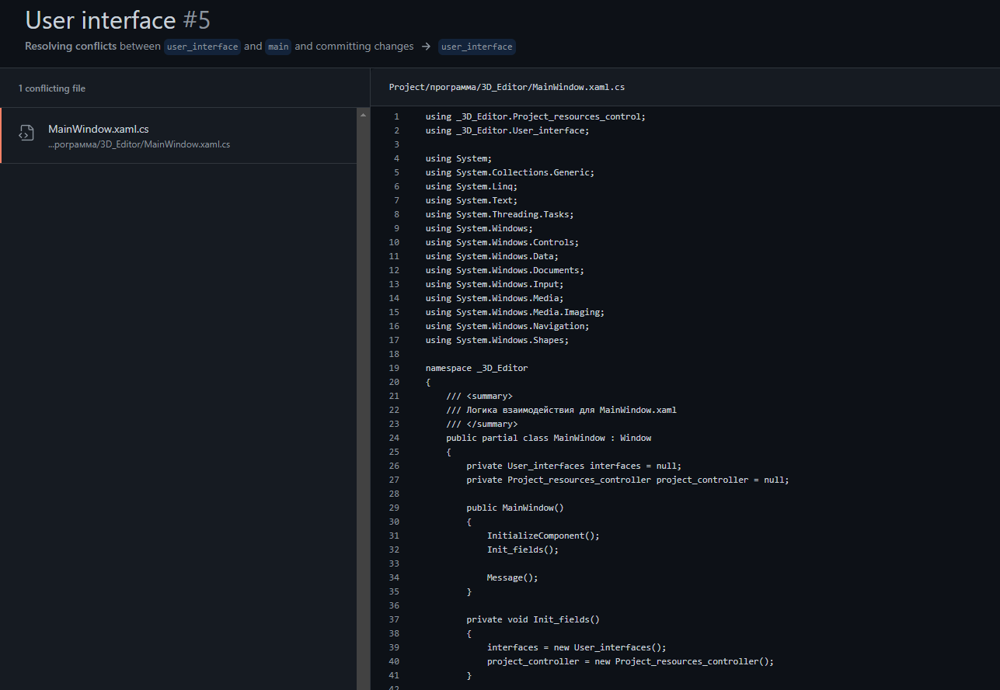 User interface #5
Resolving conflicts between user_interface and main and committing changes → user_interface
1 conflicting file
MainWindow.xaml.cs
...рограмма/3D_Editor/MainWindow.xaml.cs
Project/программа/3D_Editor/MainWindow.xaml.cs
1 using _3D_Editor.Project_resources_control;
2 using _3D_Editor.User_interface;
3
4 using System;
5 using System.Collections.Generic;
6 using System.Linq;
7 using System.Text;
8 using System.Threading.Tasks;
9 using System.Windows;
10 using System.Windows.Controls;
11 using System.Windows.Data;
12 using System.Windows.Documents;
13 using System.Windows.Input;
14 using System.Windows.Media;
15 using System.Windows.Media.Imaging;
16 using System.Windows.Navigation;
17 using System.Windows.Shapes;
18
19 namespace _3D_Editor
20 {
21 /// <summary>
22 /// Логика взаимодействия для MainWindow.xaml
23 /// </summary>
24 public partial class MainWindow : Window
25 {
26 private User_interfaces interfaces = null;
27 private Project_resources_controller project_controller = null;
28
29 public MainWindow()
30 {
31 InitializeComponent();
32 Init_fields();
33
34 Message();
35 }
36
37 private void Init_fields()
38 {
39 interfaces = new User_interfaces();
40 project_controller = new Project_resources_controller();
41 }
42